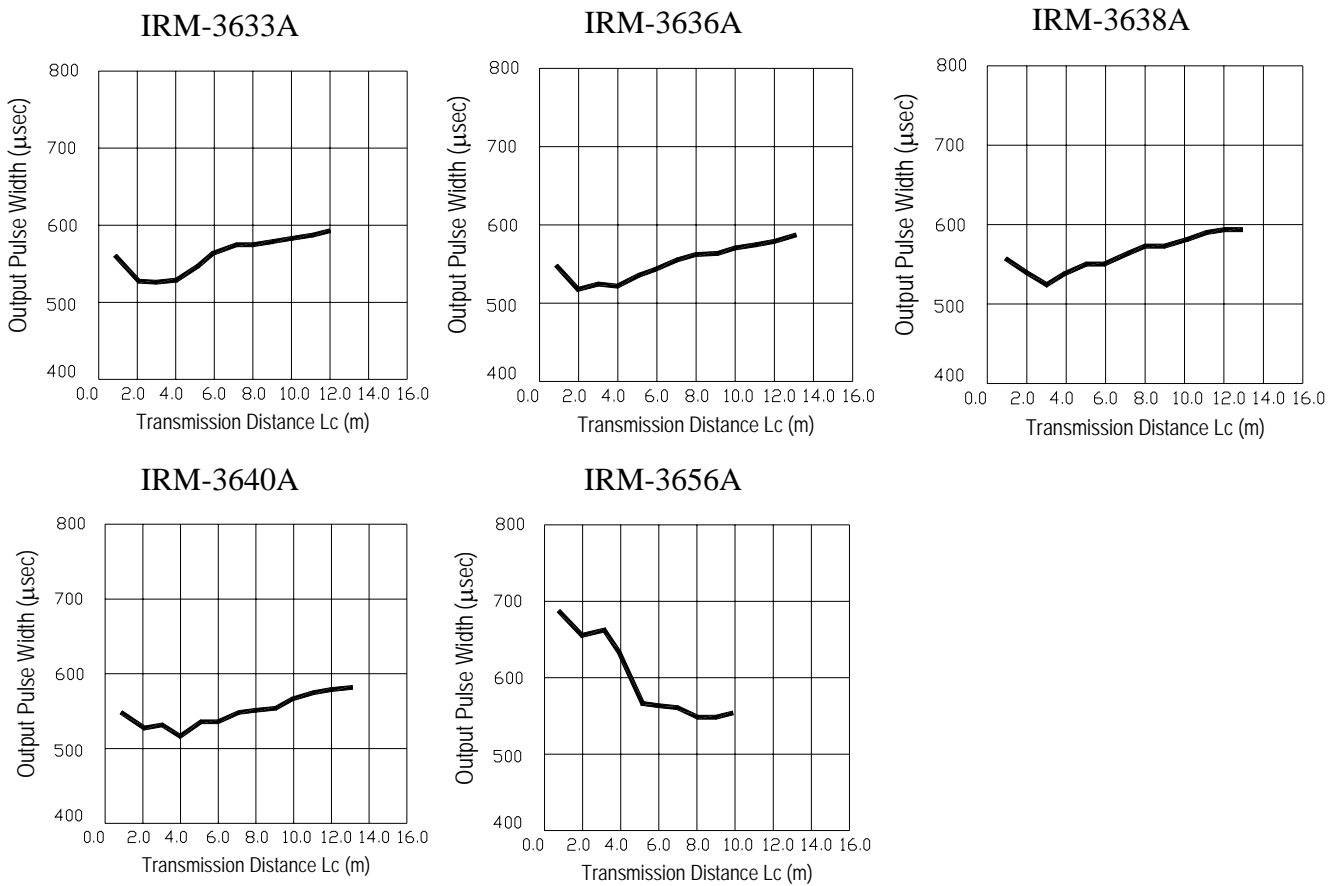 IRM-3633A
800
700
600
500
400
0.0 2.0 4.0 6.0 8.0 10.0 12.0 14.0 16.0
Output Pulse Width (μsec)
Transmission Distance Lc (m)
IRM-3636A
800
700
600
500
400
0.0 2.0 4.0 6.0 8.0 10.0 12.0 14.0 16.0
Output Pulse Width (μsec)
Transmission Distance Lc (m)
IRM-3638A
800
700
600
500
400
0.0 2.0 4.0 6.0 8.0 10.0 12.0 14.0 16.0
Output Pulse Width (μsec)
Transmission Distance Lc (m)
IRM-3640A
800
700
600
500
400
0.0 2.0 4.0 6.0 8.0 10.0 12.0 14.0 16.0
Output Pulse Width (μsec)
Transmission Distance Lc (m)
IRM-3656A
800
700
600
500
400
0.0 2.0 4.0 6.0 8.0 10.0 12.0 14.0 16.0
Output Pulse Width (μsec)
Transmission Distance Lc (m)